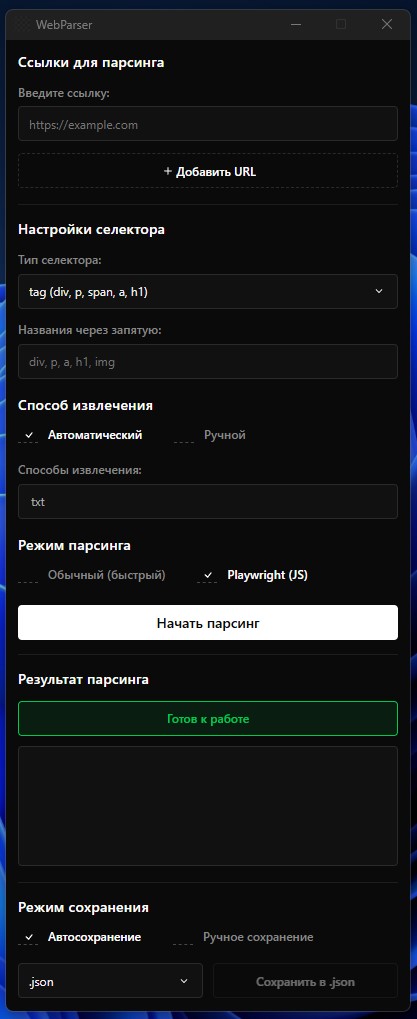 WebParser
Ссылки для парсинга
Введите ссылку:
https://example.com
+ Добавить URL
Настройки селектора
Тип селектора:
tag (div, p, span, a, h1)
Названия через запятую:
div, p, a, h1, img
Способ извлечения
Автоматический Ручной
Способы извлечения:
txt
Режим парсинга
Обычный (быстрый) Playwright (JS)
Начать парсинг
Результат парсинга
Готов к работе
Режим сохранения
Автосохранение Ручное сохранение
.json Сохранить в .json